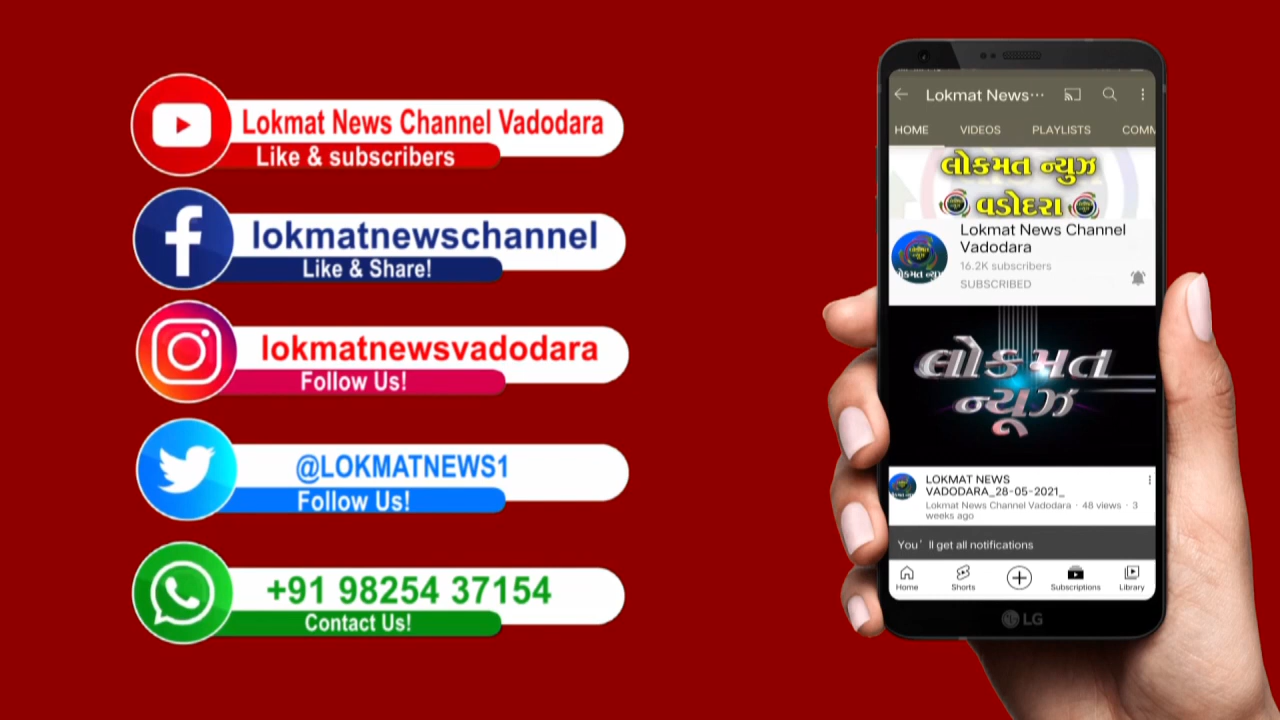 Lokmat News Channel Vadodara
Like & subscribers
lokmatnewschannel
Like & Share!
lokmatnewsvadodara
Follow Us!
@LOKMATNEWS1
Follow Us!
+91 98254 37154
Contact Us!
Lokmat News...
HOME VIDEOS PLAYLISTS COMM
લોકમત ન્યુઝ
વડોદરા
Lokmat News Channel
Vadodara
16.2K subscribers
SUBSCRIBED
લોકમત
ન્યૂઝ
LOKMAT NEWS
VADODARA_28-05-2021_
Lokmat News Channel Vadodara · 48 views · 3
weeks ago
You'll get all notifications
Home Shorts Subscriptions Library
LG